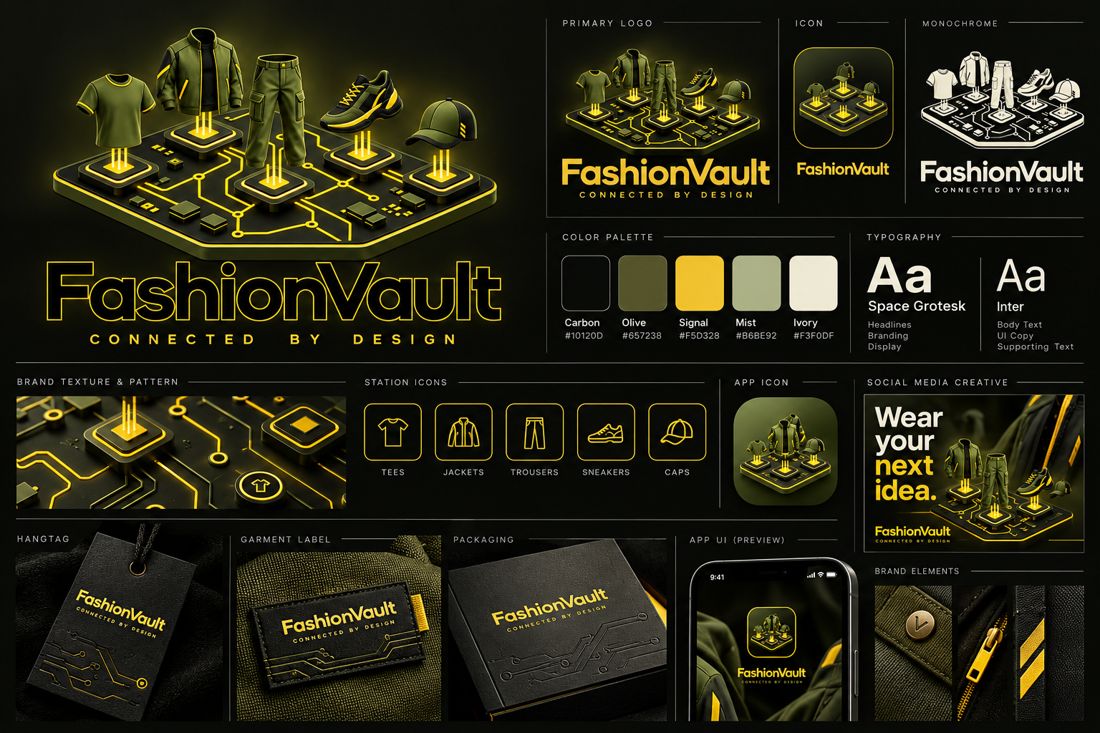 FashionVault
CONNECTED BY DESIGN
PRIMARY LOGO
FashionVault
CONNECTED BY DESIGN
ICON
FashionVault
MONOCHROME
FashionVault
CONNECTED BY DESIGN
COLOR PALETTE
Carbon
#10120D
Olive
#657238
Signal
#F5D328
Mist
#B6BE92
Ivory
#F3F0DF
TYPOGRAPHY
Aa
Space Grotesk
Headlines
Branding
Display
Aa
Inter
Body Text
UI Copy
Supporting Text
BRAND TEXTURE & PATTERN
STATION ICONS
TEES
JACKETS
TROUSERS
SNEAKERS
CAPS
APP ICON
SOCIAL MEDIA CREATIVE
Wear
your
next
idea.
FashionVault
CONNECTED BY DESIGN
HANGTAG
FashionVault
CONNECTED BY DESIGN
GARMENT LABEL
FashionVault
CONNECTED BY DESIGN
PACKAGING
FashionVault
CONNECTED BY DESIGN
APP UI (PREVIEW)
9:41
FashionVault
CONNECTED BY DESIGN
BRAND ELEMENTS
V